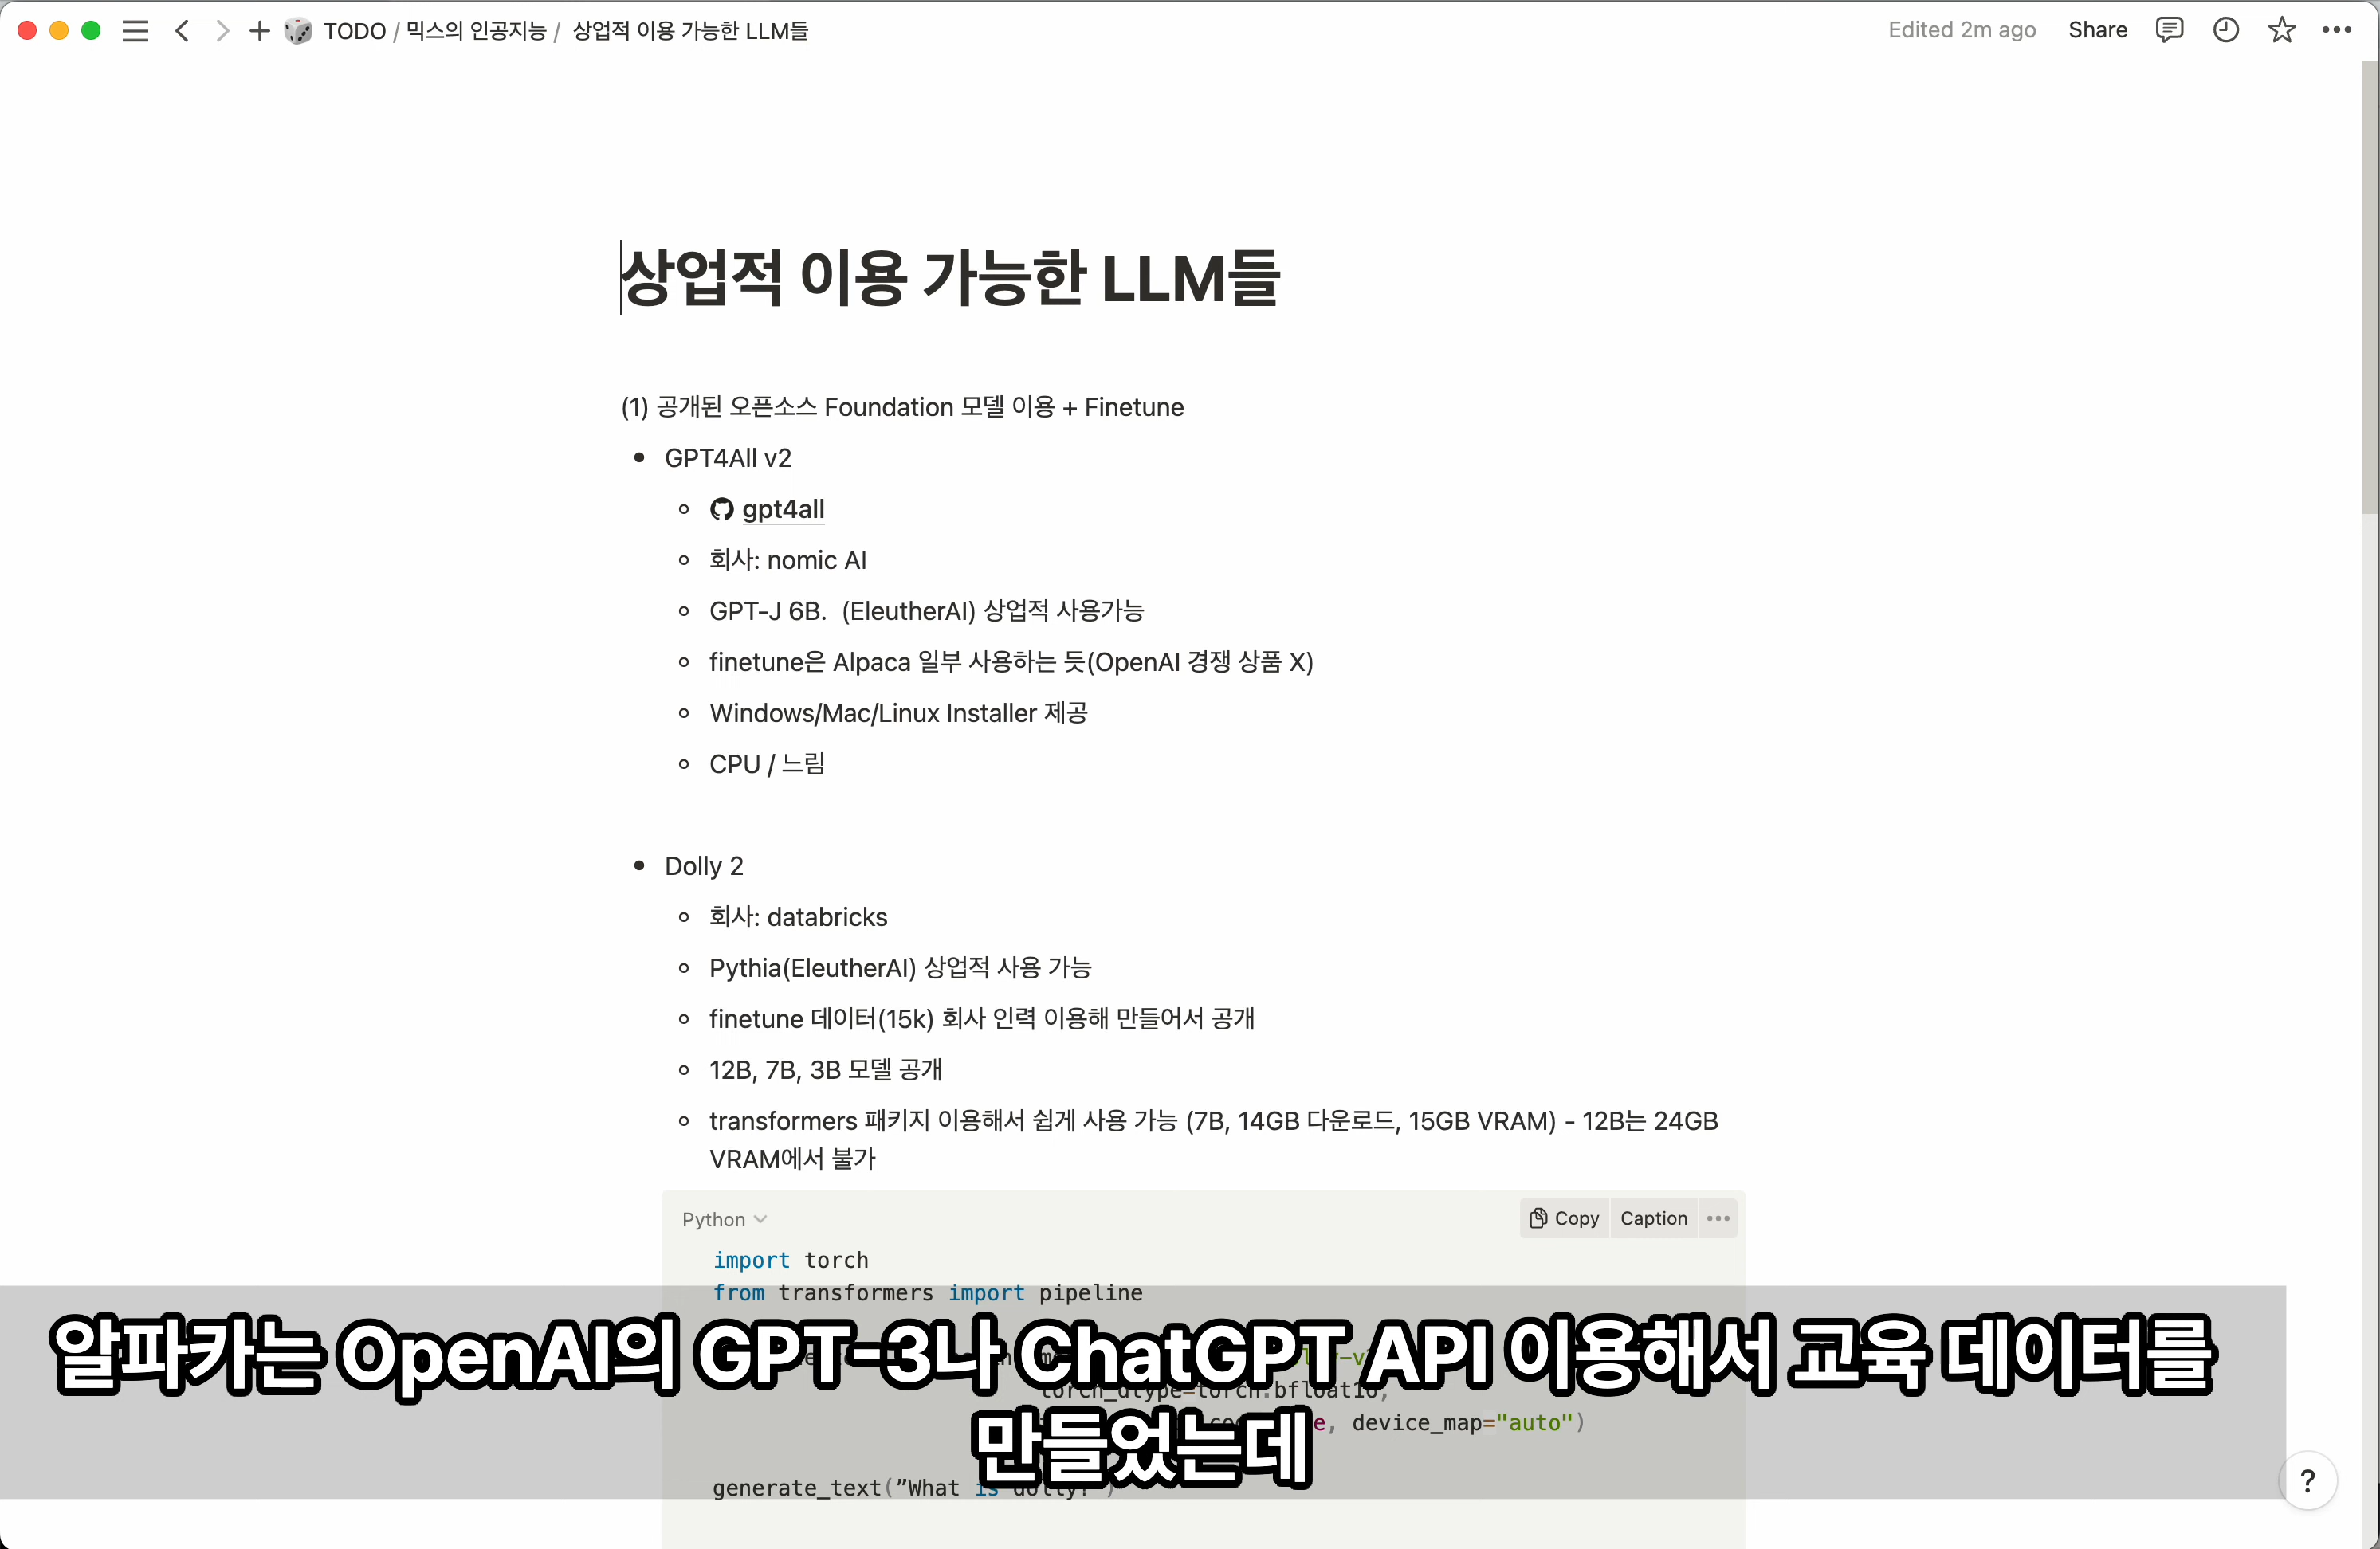 TODO / 믹스의 인공지능 / 상업적 이용 가능한 LLM들
Edited 2m ago Share
상업적 이용 가능한 LLM들
(1) 공개된 오픈소스 Foundation 모델 이용 + Finetune
• GPT4All v2
gpt4all
회사: nomic AI
GPT-J 6B. (EleutherAI) 상업적 사용가능
finetune은 Alpaca 일부 사용하는 듯(OpenAI 경쟁 상품 X)
Windows/Mac/Linux Installer 제공
CPU / 느림
• Dolly 2
회사: databricks
Pythia(EleutherAI) 상업적 사용 가능
finetune 데이터(15k) 회사 인력 이용해 만들어서 공개
12B, 7B, 3B 모델 공개
transformers 패키지 이용해서 쉽게 사용 가능 (7B, 14GB 다운로드, 15GB VRAM) - 12B는 24GB
VRAM에서 불가
Python Copy Caption
import torch
from transformers import pipeline
알파카는 OpenAI의 GPT-3나 ChatGPT API 이용해서 교육 데이터를
torch_dtype=torch.bfloat16,
만들었는데
device_map="auto")
generate_text("What is dolly?")
?